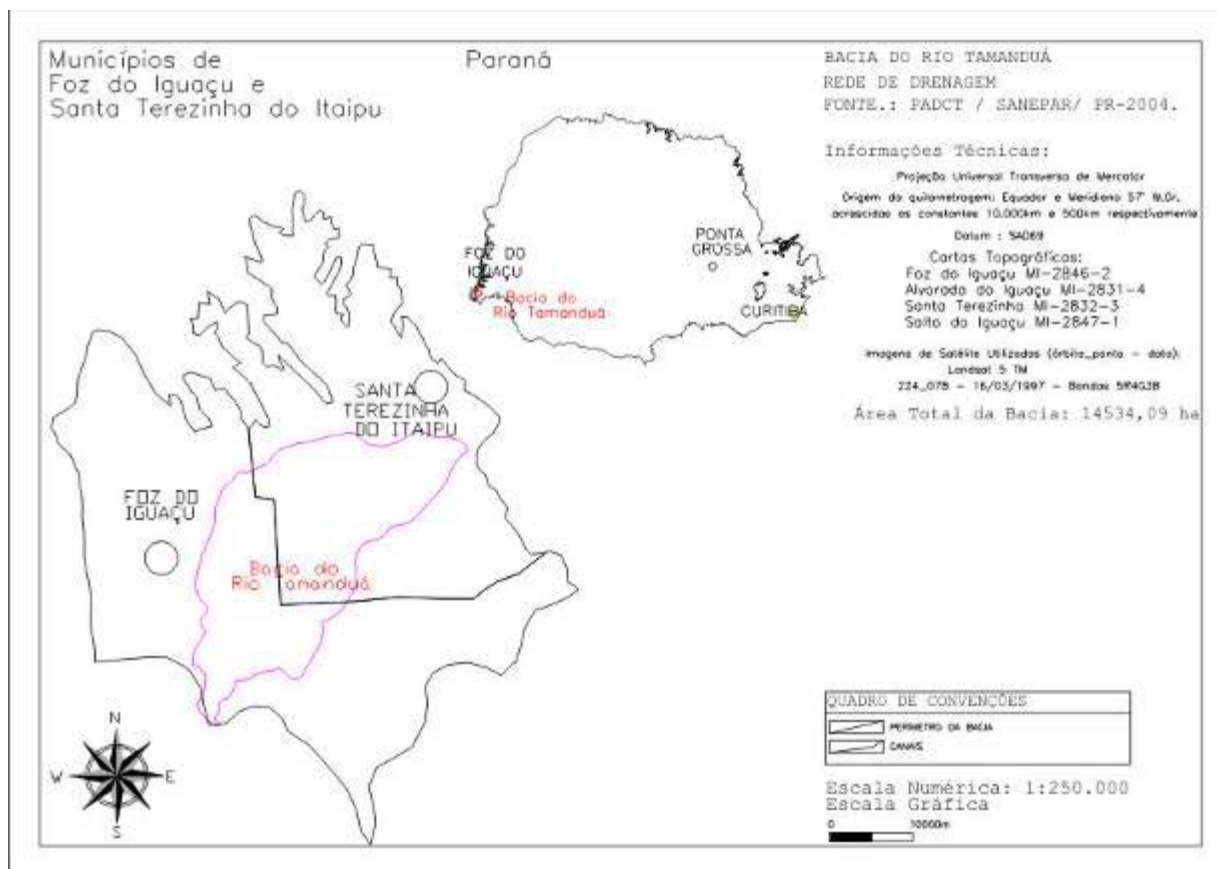 Municípios de
Foz do Iguaçu e
Santa Terezinha do Itaipu
Paraná
FOZ DO
IGUAÇU
Bacia do
Rio Tamanduá
PONTA
GROSSA
CURITIBA
SANTA
TEREZINHA
DO ITAIPU
FOZ DO
IGUAÇU
Bacia do
Rio Tamanduá
N
W E
S
BACIA DO RIO TAMANDUÁ
REDE DE DRENAGEM
FONTE.: PADCT / SANEPAR/ PR-2004.
Informações Técnicas:
Projeção Universal Transversa de Mercator
Origem da quilometragem: Equador e Meridiano 57° W.Gr.
acrescidas as constantes 10.000km e 500km respectivamente
Datum : SAD69
Cartas Topográficas:
Foz do Iguaçu MI-2846-2
Alvorada do Iguaçu MI-2831-4
Santa Terezinha MI-2832-3
Salto do Iguaçu MI-2847-1
Imagens de Satélite Utilizadas (órbita_ponto - data):
Landsat 5 TM
224_078 - 16/03/1997 - Bandas 5R4G3B
Área Total da Bacia: 14534,09 ha
QUADRO DE CONVENÇÕES
PERIMETRO DA BACIA
CANAIS
Escala Numérica: 1:250.000
Escala Gráfica
0 10000m